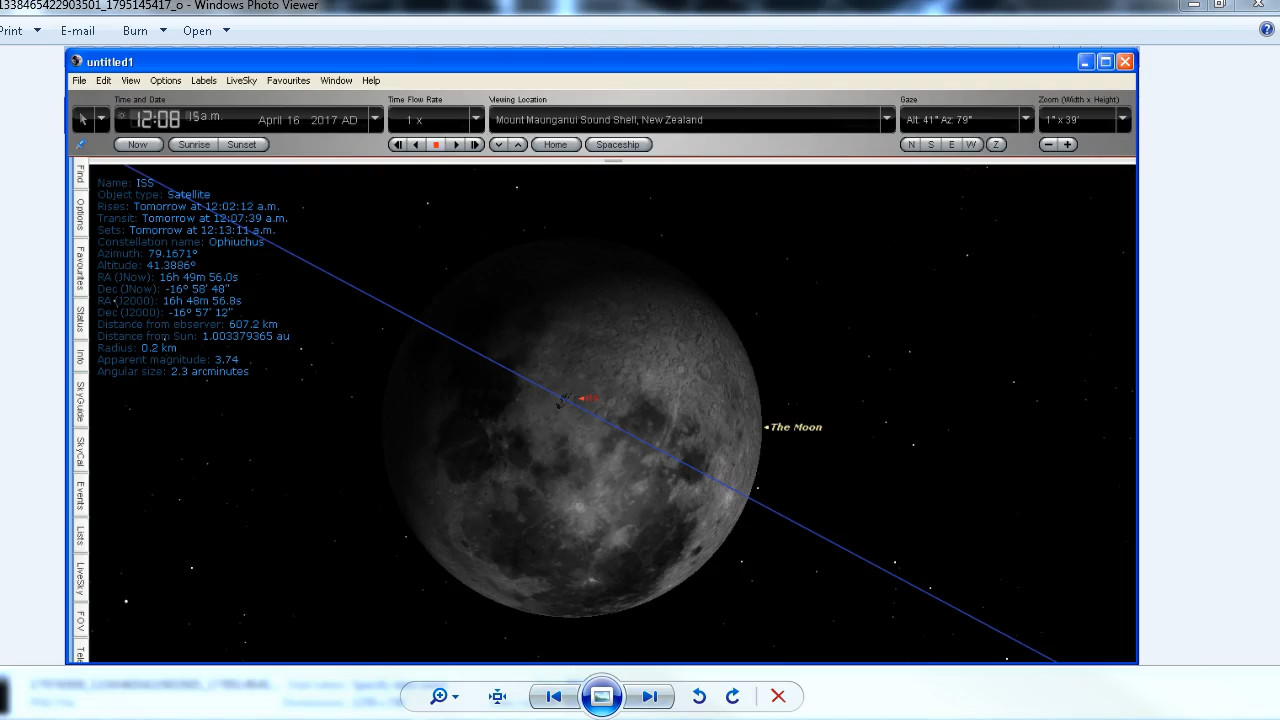 1338465422903501_1795145417_o - Windows Photo Viewer
Print E-mail Burn Open
untitled1
File Edit View Options Labels LiveSky Favourites Window Help
Time and Date Time Flow Rate Viewing Location Gaze Zoom (Width x Height)
12:08 15 a.m. April 16 2017 AD 1 x Mount Maunganui Sound Shell, New Zealand Alt: 41° Az: 79° 1° x 39'
Now Sunrise Sunset Home Spaceship N S E W Z
Find
Options
Favourites
Status
Info
SkyGuide
SkyCal
Events
Lists
LiveSky
FOV
Tele
Name: ISS
Object type: Satellite
Rises: Tomorrow at 12:02:12 a.m.
Transit: Tomorrow at 12:07:39 a.m.
Sets: Tomorrow at 12:13:11 a.m.
Constellation name: Ophiuchus
Azimuth: 79.1671°
Altitude: 41.3886°
RA (JNow): 16h 49m 56.0s
Dec (JNow): -16° 58' 48"
RA (J2000): 16h 48m 56.8s
Dec (J2000): -16° 57' 12"
Distance from observer: 607.2 km
Distance from Sun: 1.003379365 au
Radius: 0.2 km
Apparent magnitude: 3.74
Angular size: 2.3 arcminutes
The Moon